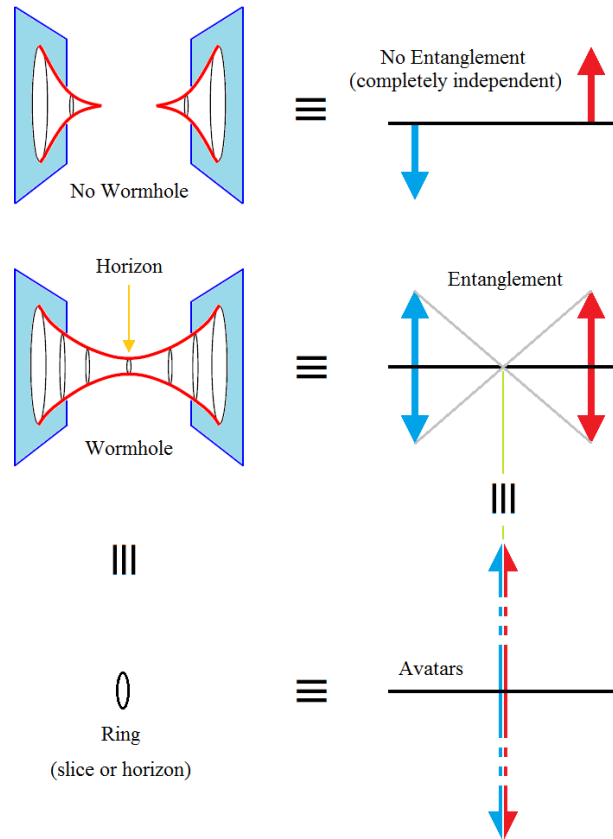 No Entanglement
(completely independent)
≡
No Wormhole
Horizon
Entanglement
≡
Wormhole
≡
≡
Avatars
≡
Ring
(slice or horizon)